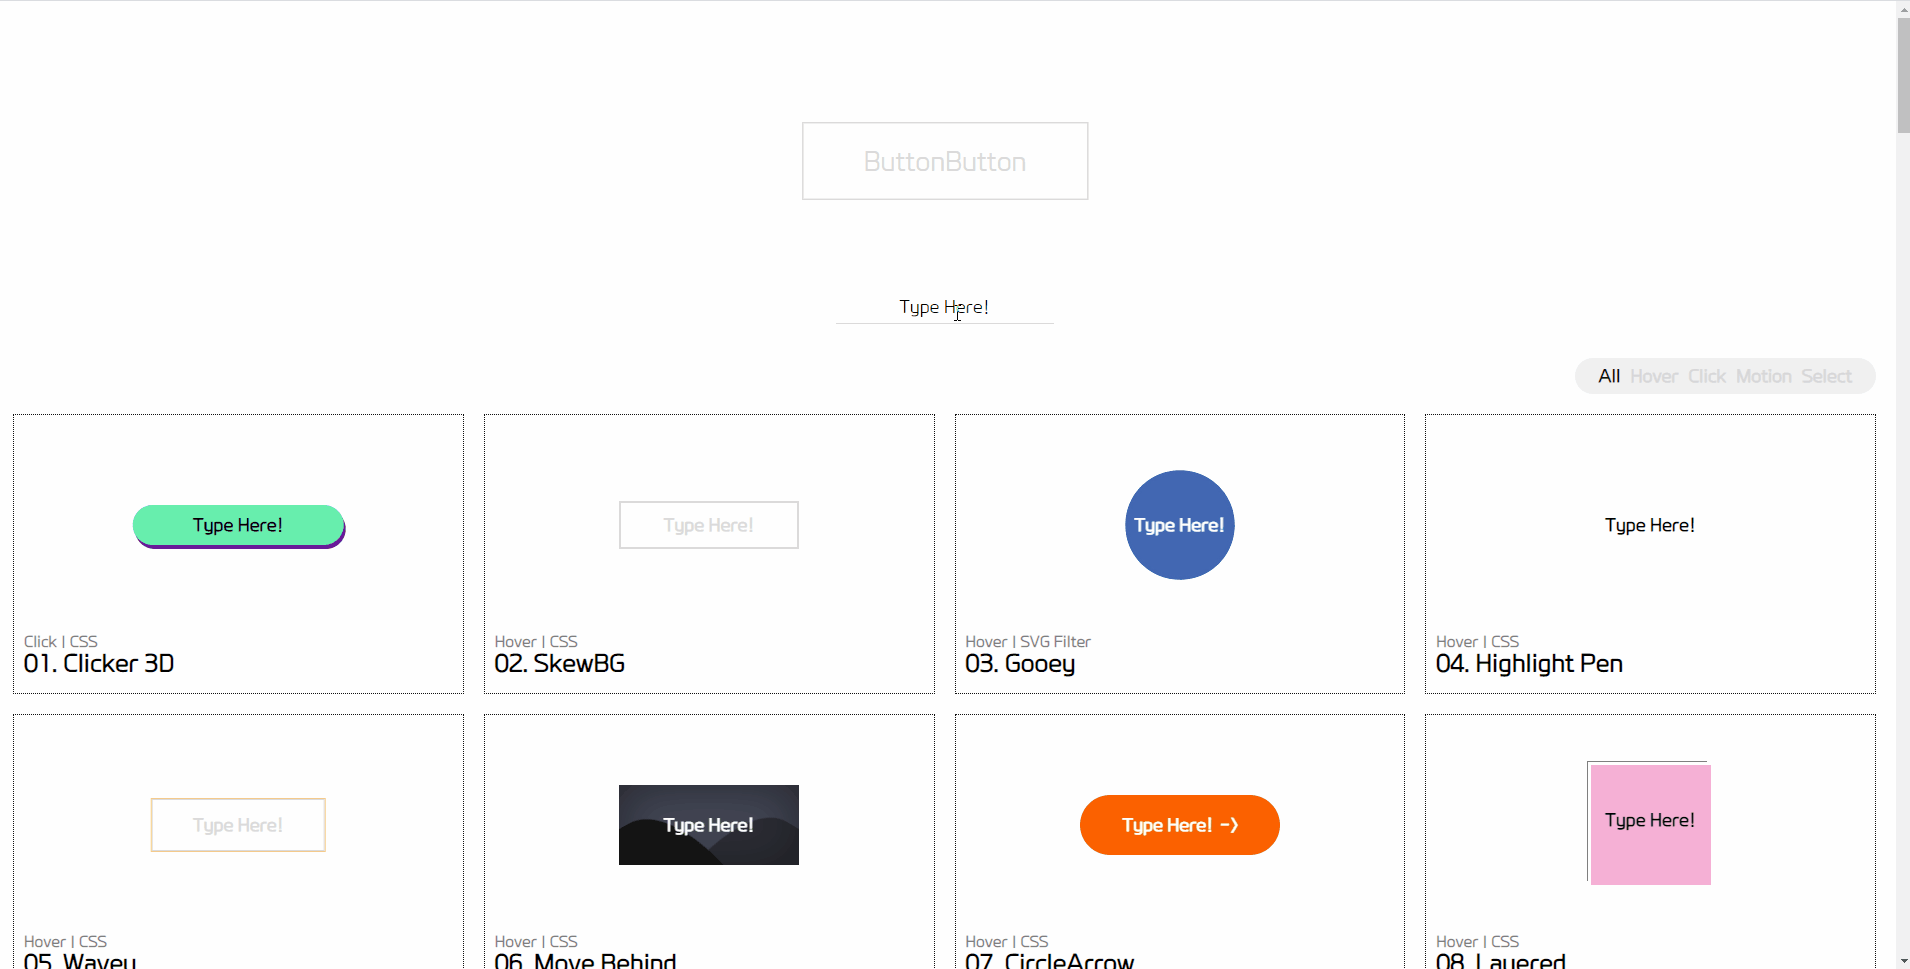 ButtonButton
Type Here!
All Hover Click Motion Select
Type Here!
Click | CSS
01. Clicker 3D
Type Here!
Hover | CSS
02. SkewBG
Type Here!
Hover | SVG Filter
03. Gooey
Type Here!
Hover | CSS
04. Highlight Pen
Type Here!
Hover | CSS
05. Wavey
Type Here!
Hover | CSS
06. Move Behind
Type Here! ->
Hover | CSS
07. CircleArrow
Type Here!
Hover | CSS
08. Layered